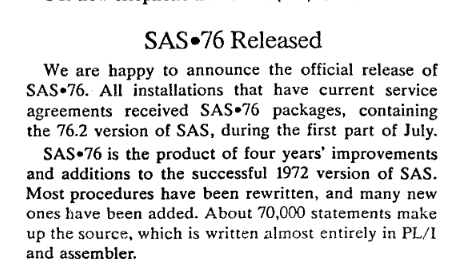 SAS•76 Released
We are happy to announce the official release of
SAS•76. All installations that have current service
agreements received SAS•76 packages, containing
the 76.2 version of SAS, during the first part of July.
SAS•76 is the product of four years' improvements
and additions to the successful 1972 version of SAS.
Most procedures have been rewritten, and many new
ones have been added. About 70,000 statements make
up the source, which is written almost entirely in PL/I
and assembler.